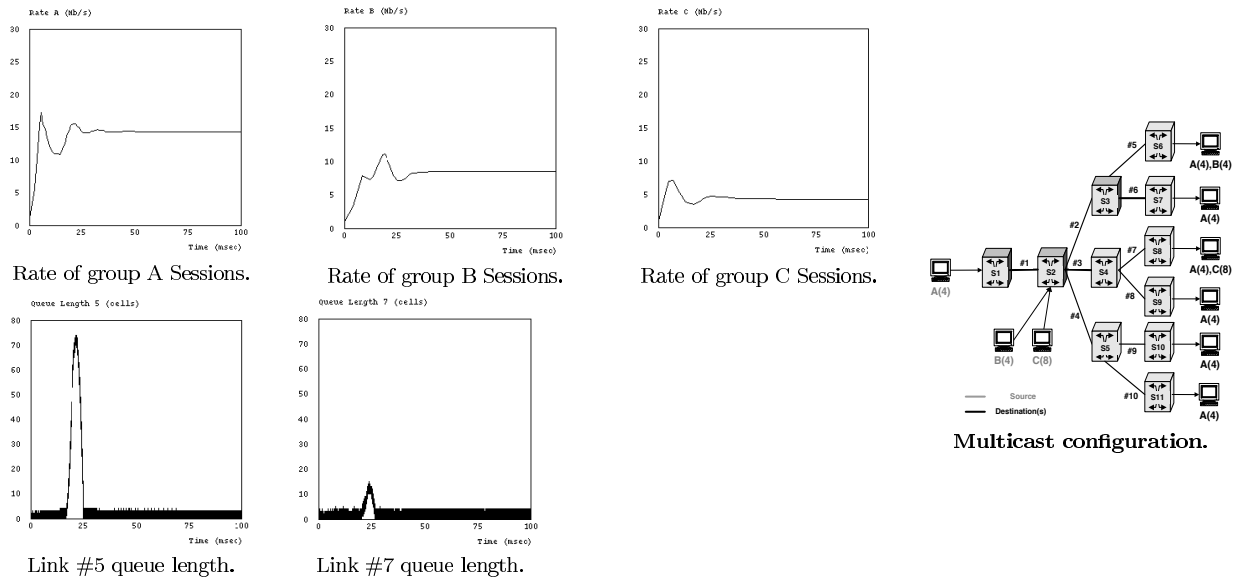 Rate A (Mb/s)
30
25
20
15
10
5
0
0 25 50 75 100
Time (msec)
Rate of group A Sessions.
Rate B (Mb/s)
30
25
20
15
10
5
0
0 25 50 75 100
Time (msec)
Rate of group B Sessions.
Rate C (Mb/s)
30
25
20
15
10
5
0
0 25 50 75 100
Time (msec)
Rate of group C Sessions.
Queue Length 5 (cells)
80
70
60
50
40
30
20
10
0
0 25 50 75 100
Time (msec)
Link #5 queue length.
Queue Length 7 (cells)
80
70
60
50
40
30
20
10
0
0 25 50 75 100
Time (msec)
Link #7 queue length.
S6
#5
A(4),B(4)
S3
#6
S7
A(4)
#2
S8
#7
A(4),C(8)
A(4)
S1
#1
S2
#3
S4
#8
S9
A(4)
#4
B(4)
C(8)
S5
#9
S10
A(4)
#10
S11
A(4)
Source
Destination(s)
Multicast configuration.